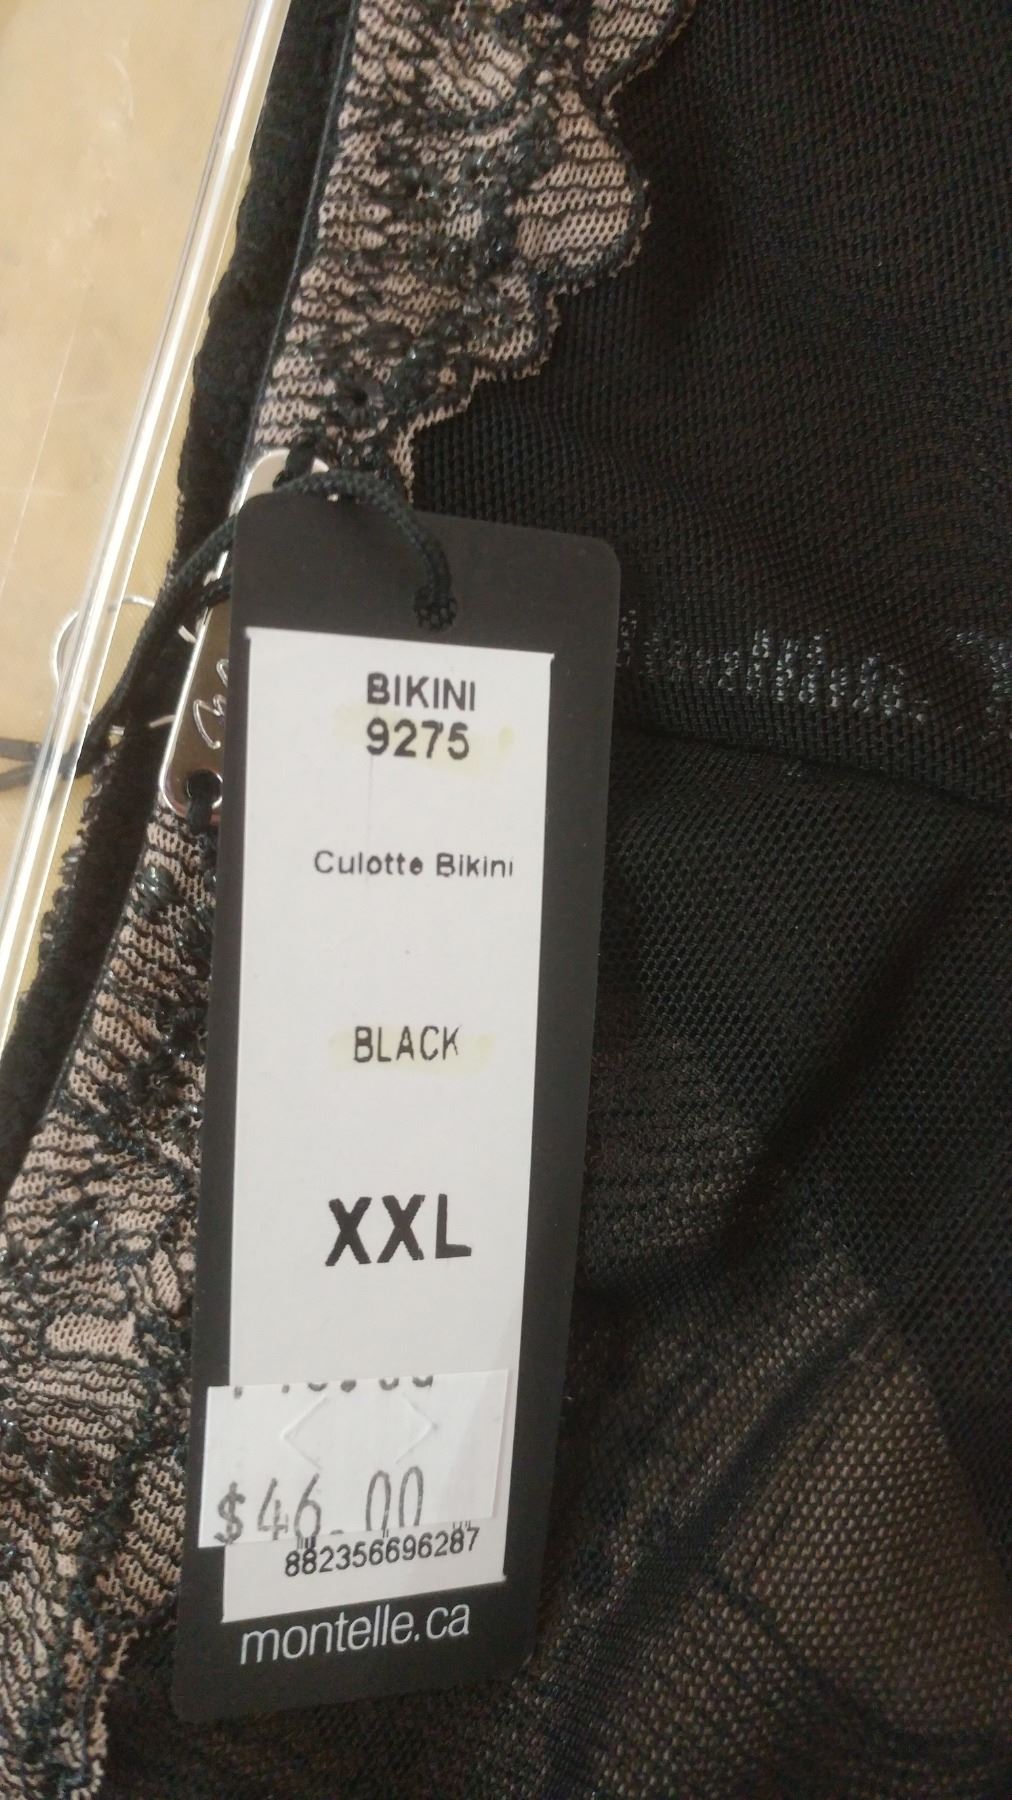 BIKINI
9275
Culotte Bikini
BLACK
XXL
$46.00
882356696287
montelle.ca